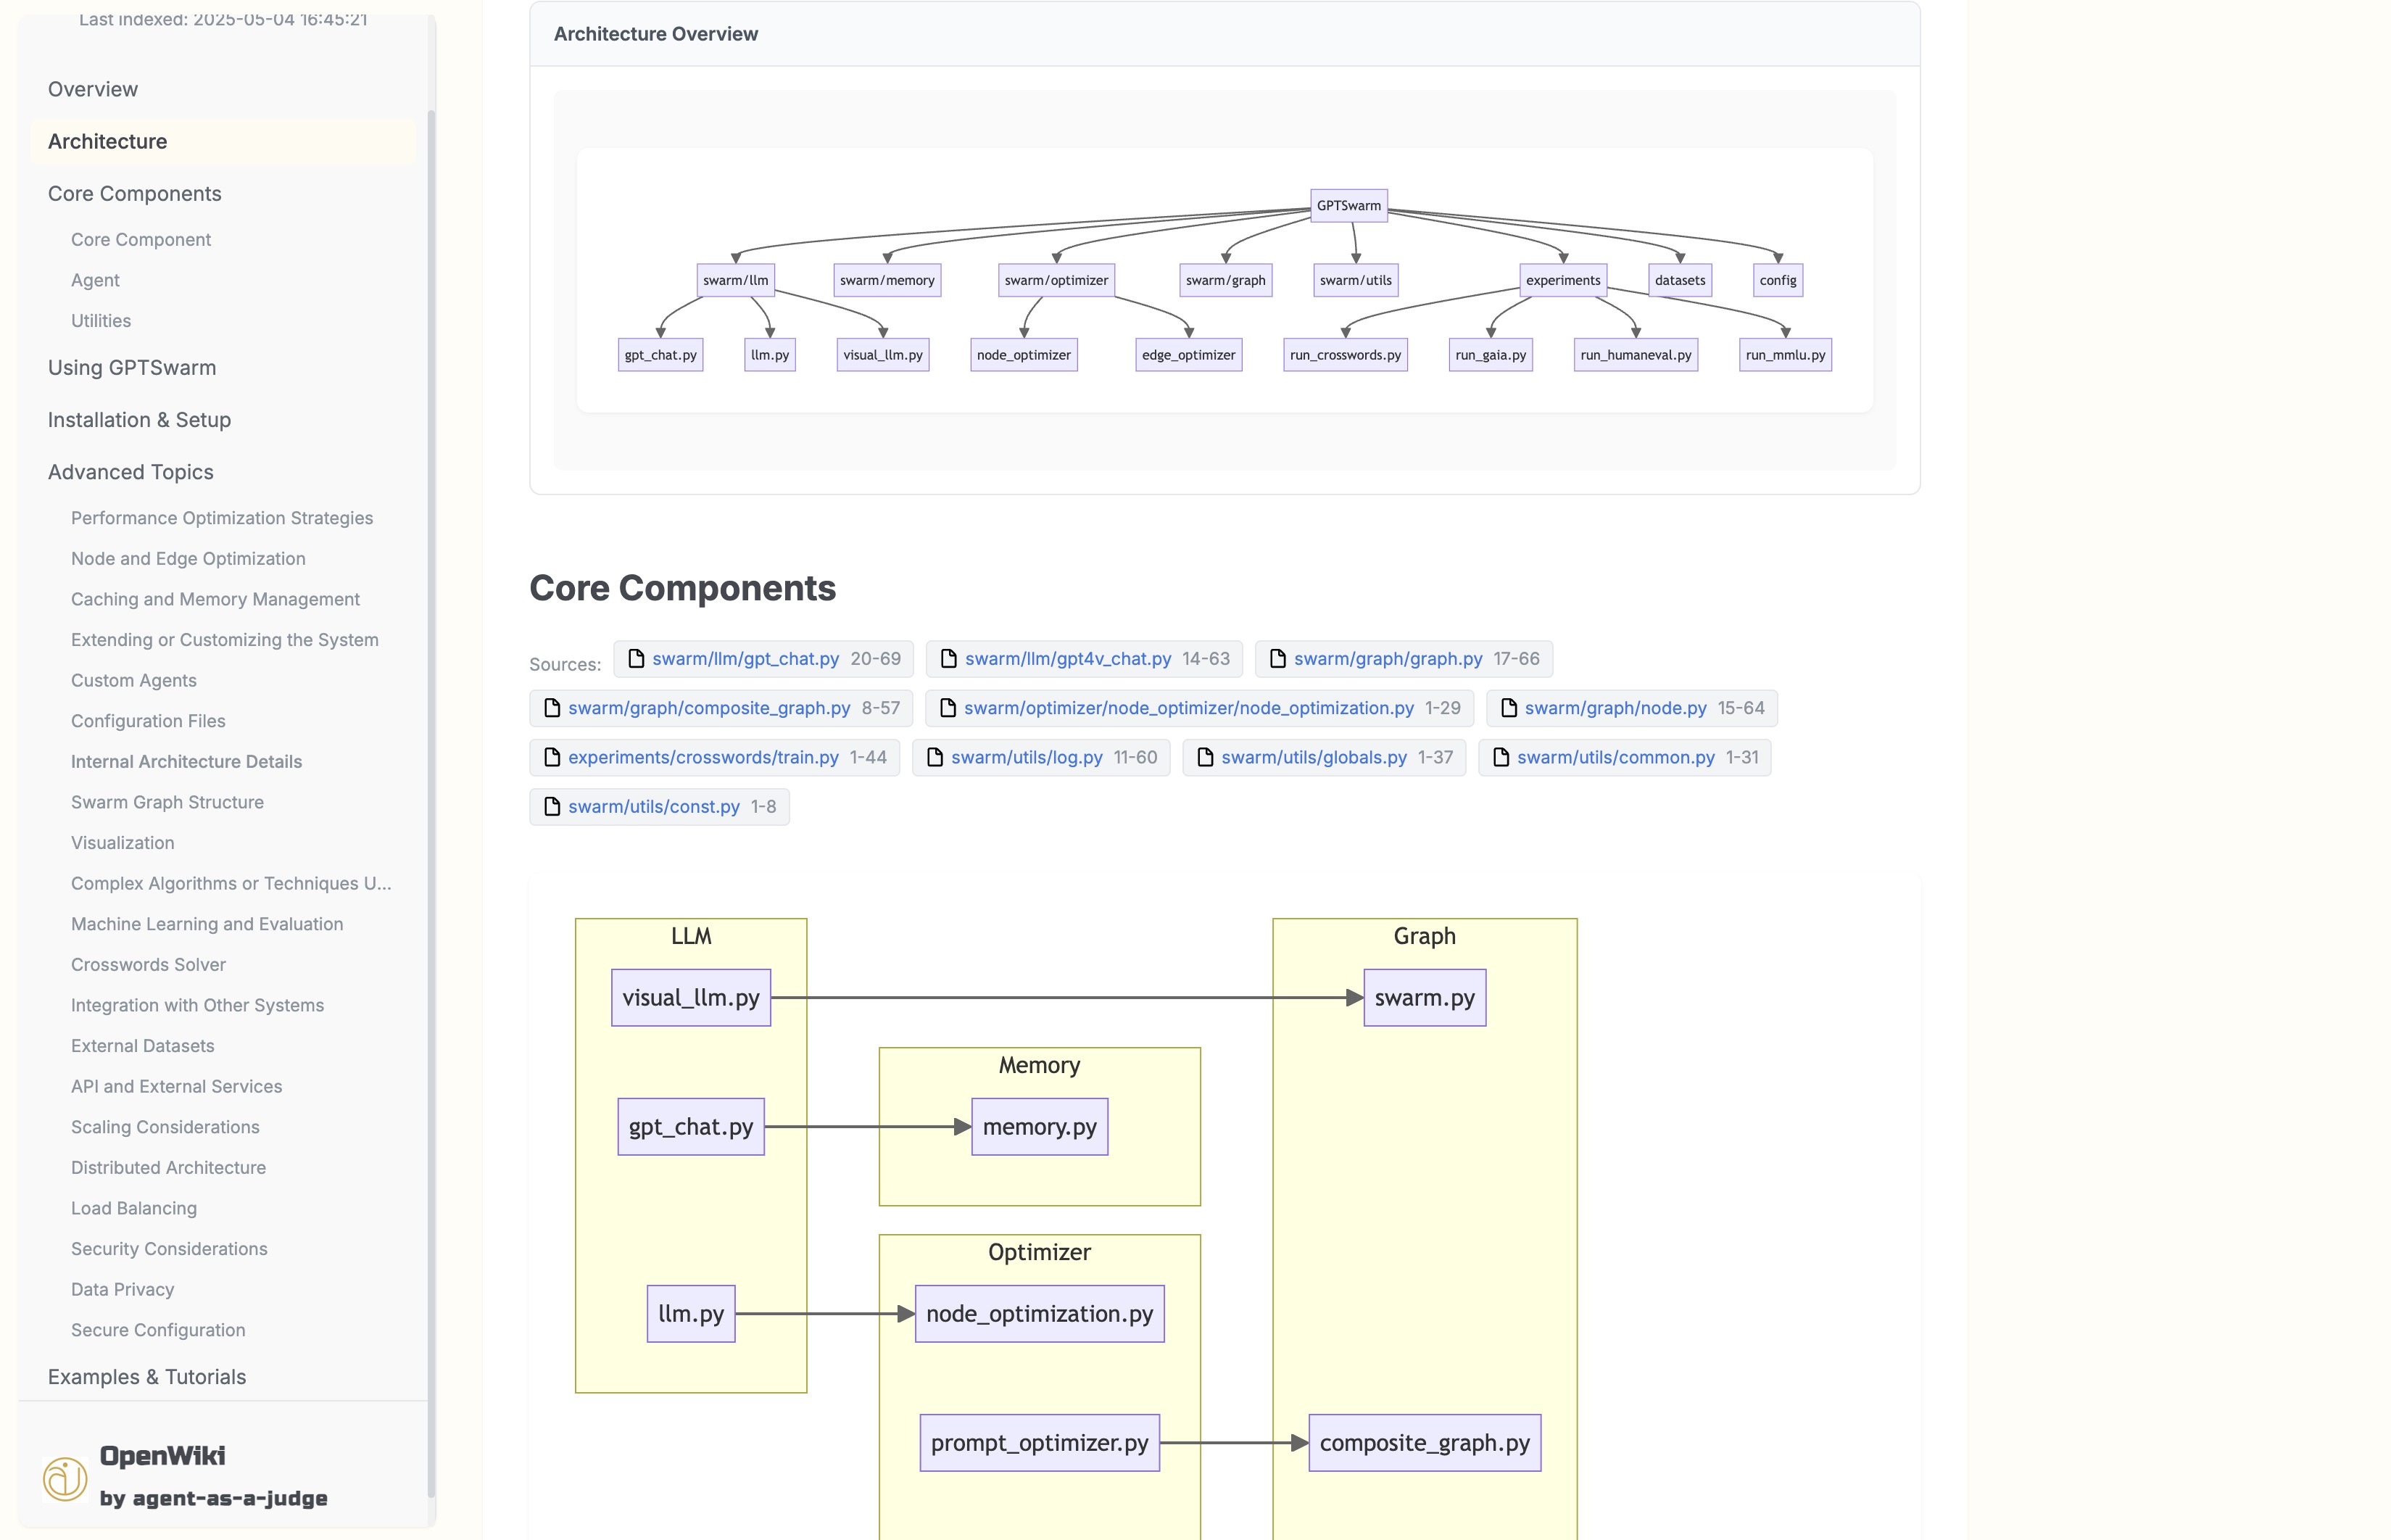 Last indexed: 2025-05-04 16:45:21
Overview
Architecture
Core Components
Core Component
Agent
Utilities
Using GPTSwarm
Installation & Setup
Advanced Topics
Performance Optimization Strategies
Node and Edge Optimization
Caching and Memory Management
Extending or Customizing the System
Custom Agents
Configuration Files
Internal Architecture Details
Swarm Graph Structure
Visualization
Complex Algorithms or Techniques U...
Machine Learning and Evaluation
Crosswords Solver
Integration with Other Systems
External Datasets
API and External Services
Scaling Considerations
Distributed Architecture
Load Balancing
Security Considerations
Data Privacy
Secure Configuration
Examples & Tutorials
OpenWiki
by agent-as-a-judge
Architecture Overview
GPTSwarm
swarm/llm swarm/memory swarm/optimizer swarm/graph swarm/utils experiments datasets config
gpt_chat.py llm.py visual_llm.py node_optimizer edge_optimizer run_crosswords.py run_gaia.py run_humaneval.py run_mmlu.py
Core Components
Sources: swarm/llm/gpt_chat.py 20-69 swarm/llm/gpt4v_chat.py 14-63 swarm/graph/graph.py 17-66
swarm/graph/composite_graph.py 8-57 swarm/optimizer/node_optimizer/node_optimization.py 1-29 swarm/graph/node.py 15-64
experiments/crosswords/train.py 1-44 swarm/utils/log.py 11-60 swarm/utils/globals.py 1-37 swarm/utils/common.py 1-31
swarm/utils/const.py 1-8
LLM Graph
visual_llm.py swarm.py
Memory
gpt_chat.py memory.py
Optimizer
llm.py node_optimization.py
prompt_optimizer.py composite_graph.py